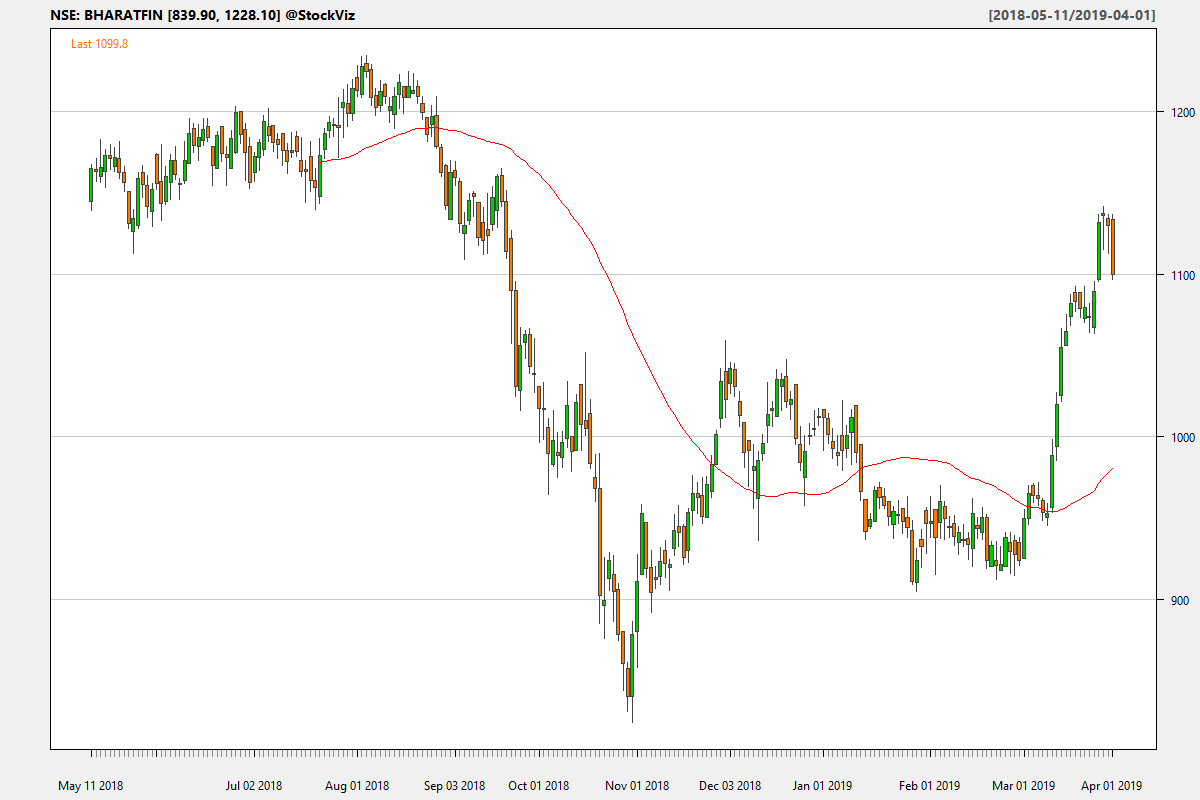 NSE: BHARATFIN [839.90, 1228.10] @StockViz
[2018-05-11/2019-04-01]
Last 1099.8
1200
1100
1000
900
May 11 2018
Jul 02 2018
Aug 01 2018
Sep 03 2018
Oct 01 2018
Nov 01 2018
Dec 03 2018
Jan 01 2019
Feb 01 2019
Mar 01 2019
Apr 01 2019